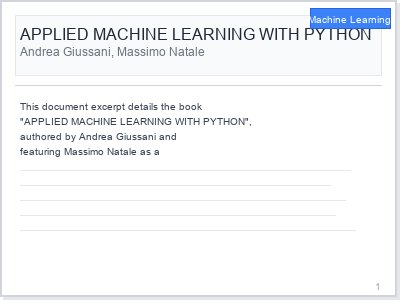 Machine Learning
APPLIED MACHINE LEARNING WITH PYTHON
Andrea Giussani, Massimo Natale
This document excerpt details the book
"APPLIED MACHINE LEARNING WITH PYTHON",
authored by Andrea Giussani and
featuring Massimo Natale as a
1